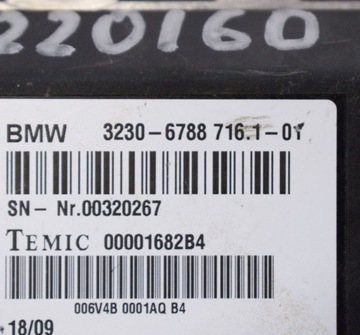 220160
BMW 3230-6788 716.1-01
SN- Nr.00320267
TEMIC 00001682B4
006V4B 0001AQ B4
18/09